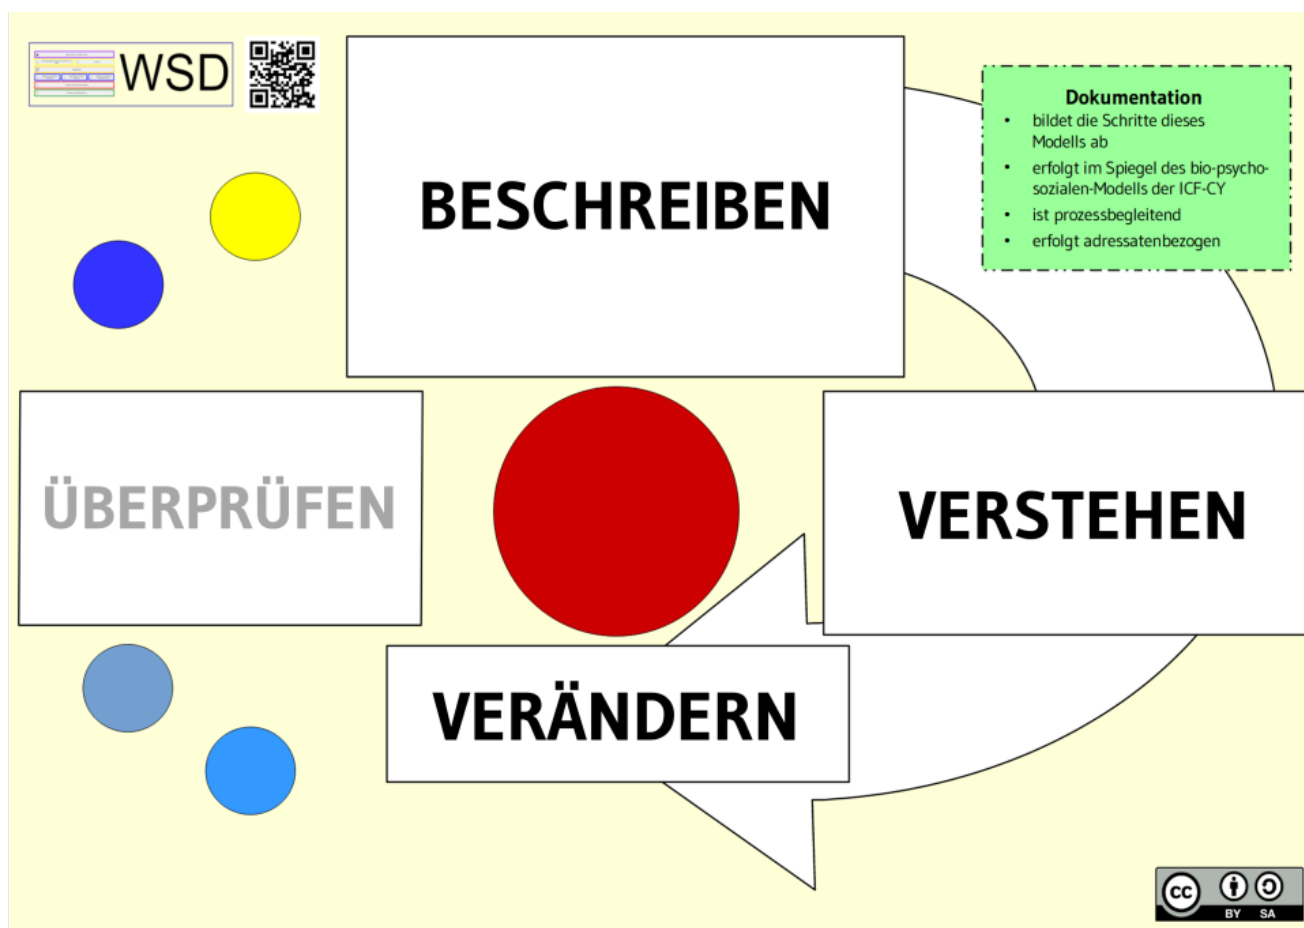 WSD
BESCHREIBEN
Dokumentation
• bildet die Schritte dieses
Modells ab
• erfolgt im Spiegel des bio-psycho-
sozialen-Modells der ICF-CY
• ist prozessbegleitend
• erfolgt adressatenbezogen
ÜBERPRÜFEN
VERSTEHEN
VERÄNDERN
cc
BY SA